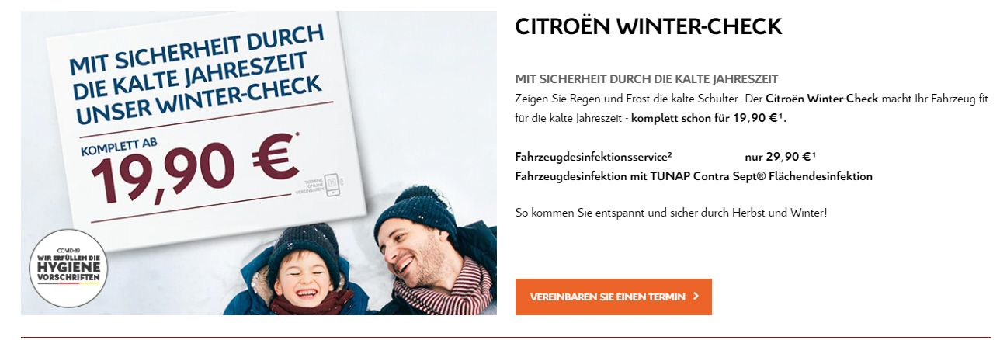 MIT SICHERHEIT DURCH
DIE KALTE JAHRESZEIT
UNSER WINTER-CHECK
KOMPLETT AB
19,90 €*
TERMINE
ONLINE
VEREINBAREN
COVID-19
WIR ERFÜLLEN DIE
HYGIENE
VORSCHRIFTEN
CITROËN WINTER-CHECK
MIT SICHERHEIT DURCH DIE KALTE JAHRESZEIT
Zeigen Sie Regen und Frost die kalte Schulter. Der Citroën Winter-Check macht Ihr Fahrzeug fit
für die kalte Jahreszeit - komplett schon für 19,90 €¹.
Fahrzeugdesinfektionsservice² nur 29,90 €¹
Fahrzeugdesinfektion mit TUNAP Contra Sept® Flächendesinfektion
So kommen Sie entspannt und sicher durch Herbst und Winter!
VEREINBAREN SIE EINEN TERMIN